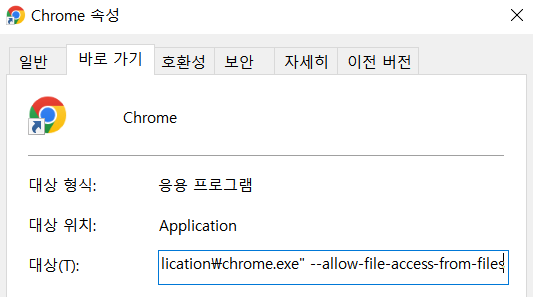 Chrome 속성
일반 바로 가기 호환성 보안 자세히 이전 버전
Chrome
대상 형식: 응용 프로그램
대상 위치: Application
대상(T): lication₩chrome.exe" --allow-file-access-from-files